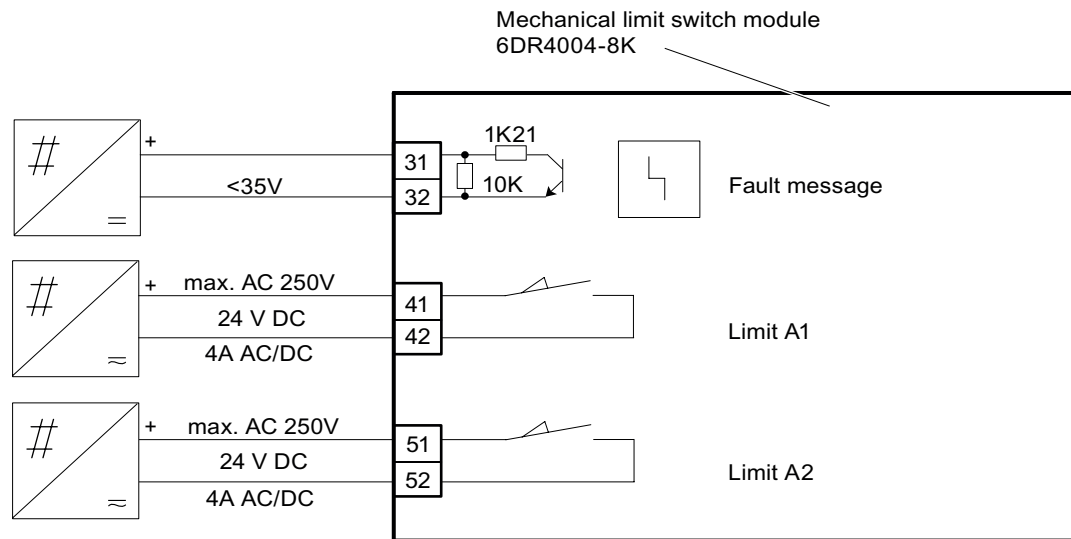 Mechanical limit switch module
6DR4004-8K
+
<35V
31
32
1K21
10K
Fault message
+
max. AC 250V
24 V DC
4A AC/DC
41
42
Limit A1
+
max. AC 250V
24 V DC
4A AC/DC
51
52
Limit A2